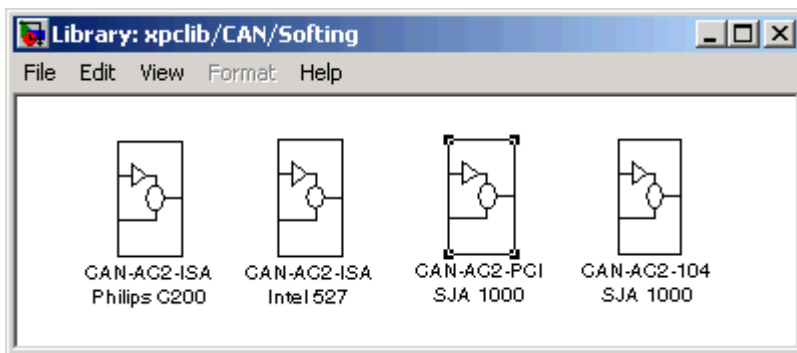 Library: xpclib/CAN/Softing
File Edit View Format Help
CAN-AC2-ISA CAN-AC2-ISA CAN-AC2-PCI CAN-AC2-104
Philips C200 Intel 527 SJA 1000 SJA 1000